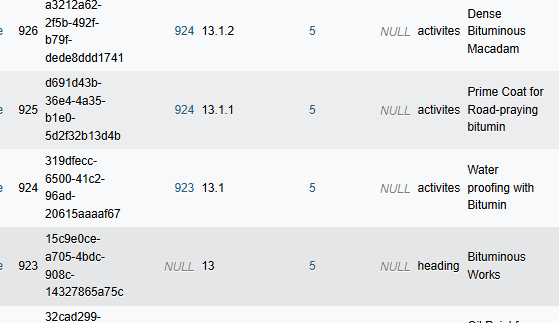 a3212a62-
2f5b-492f-
b79f-
dede8ddd1741
e 926 924 13.1.2 5 NULL activites
Dense
Bituminous
Macadam
d691d43b-
36e4-4a35-
b1e0-
5d2f32b13d4b
e 925 924 13.1.1 5 NULL activites
Prime Coat for
Road-praying
bitumin
319dfecc-
6500-41c2-
96ad-
20615aaaaf67
e 924 923 13.1 5 NULL activites
Water
proofing with
Bitumin
15c9e0ce-
a705-4bdc-
908c-
14327865a75c
e 923 NULL 13 5 NULL heading
Bituminous
Works
32cad299-